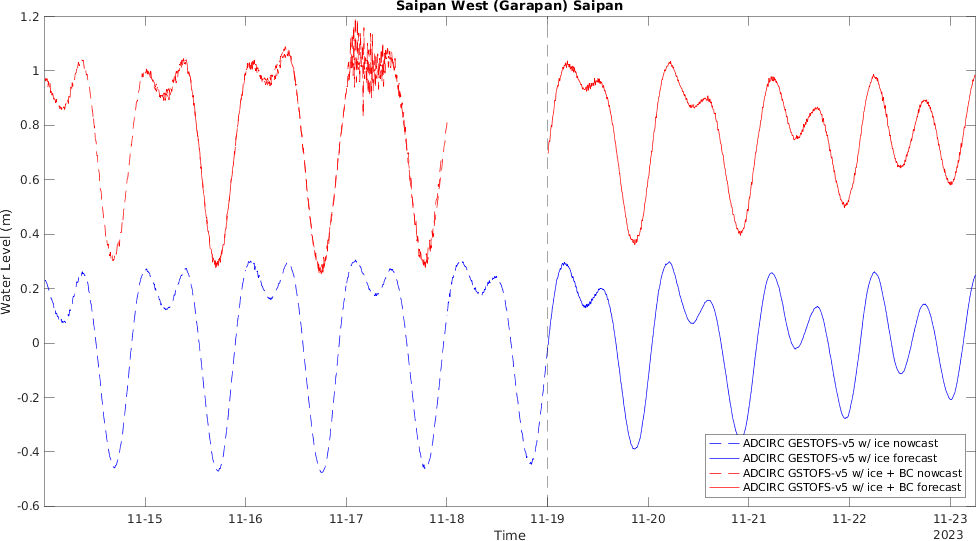 Saipan West (Garapan) Saipan
1.2
1
0.8
0.6
0.4
0.2
0
-0.2
-0.4
-0.6
Water Level (m)
11-15
11-16
11-17
11-18
11-19
11-20
11-21
11-22
11-23
2023
Time
ADCIRC GESTOFS-v5 w/ ice nowcast
ADCIRC GESTOFS-v5 w/ ice forecast
ADCIRC GSTOFS-v5 w/ ice + BC nowcast
ADCIRC GSTOFS-v5 w/ ice + BC forecast